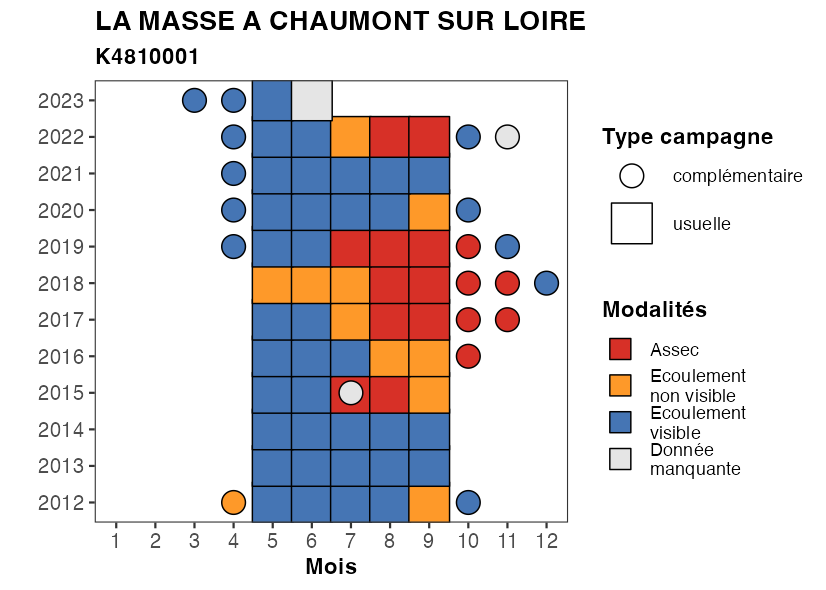 LA MASSE A CHAUMONT SUR LOIRE
K4810001
2023
2022
2021
2020
2019
2018
2017
2016
2015
2014
2013
2012
1 2 3 4 5 6 7 8 9 10 11 12
Mois
Type campagne
complémentaire
usuelle
Modalités
Assec
Ecoulement
non visible
Ecoulement
visible
Donnée
manquante